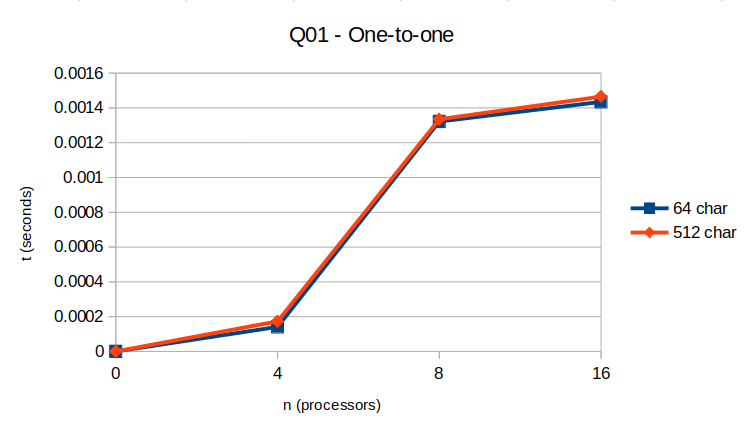 Q01 - One-to-one
0.0016
0.0014
0.0012
0.001
0.0008
0.0006
0.0004
0.0002
0
t (seconds)
0 4 8 16
n (processors)
64 char
512 char